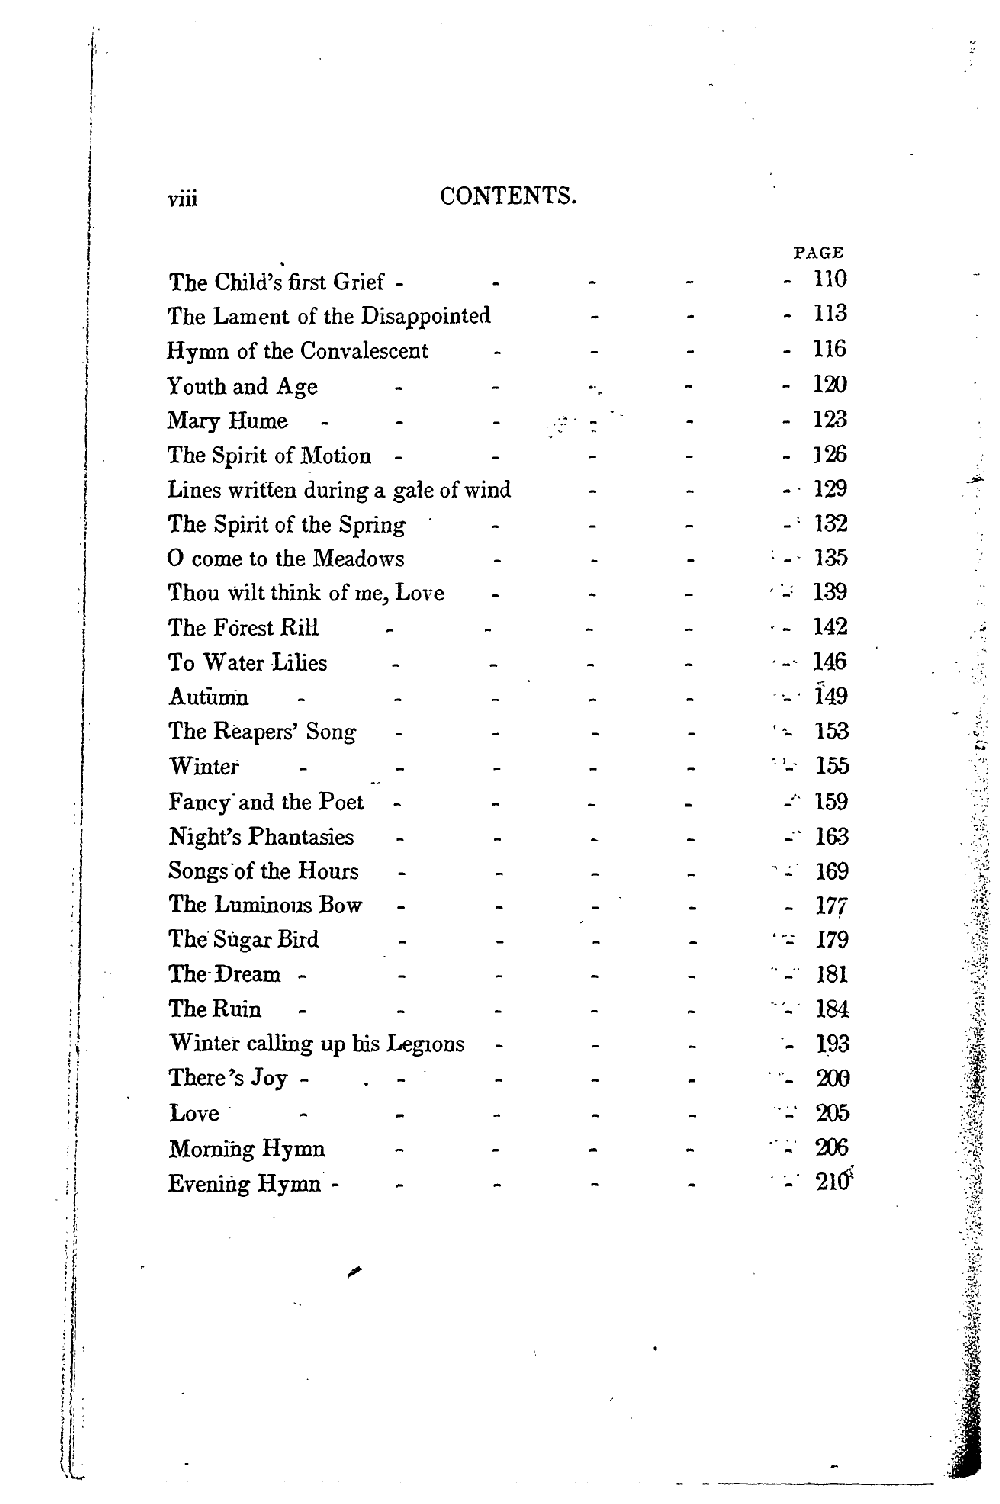 viii CONTENTS.
PAGE
The Child's first Grief - - - - - 110
The Lament of the Disappointed - - - 113
Hymn of the Convalescent - - - - 116
Youth and Age - - - - - 120
Mary Hume - - - - - - 123
The Spirit of Motion - - - - - 126
Lines written during a gale of wind - - - 129
The Spirit of the Spring - - - - 132
O come to the Meadows - - - - 135
Thou wilt think of me, Love - - - - 139
The Forest Rill - - - - - 142
To Water Lilies - - - - - 146
Autumn - - - - - - 149
The Reapers' Song - - - - - 153
Winter - - - - - - 155
Fancy and the Poet - - - - - 159
Night's Phantasies - - - - - 163
Songs of the Hours - - - - - 169
The Luminous Bow - - - - - 177
The Sugar Bird - - - - - 179
The Dream - - - - - - 181
The Ruin - - - - - - 184
Winter calling up his Legions - - - - 193
There's Joy - - - - - - 200
Love - - - - - - 205
Morning Hymn - - - - - 206
Evening Hymn - - - - - - 210